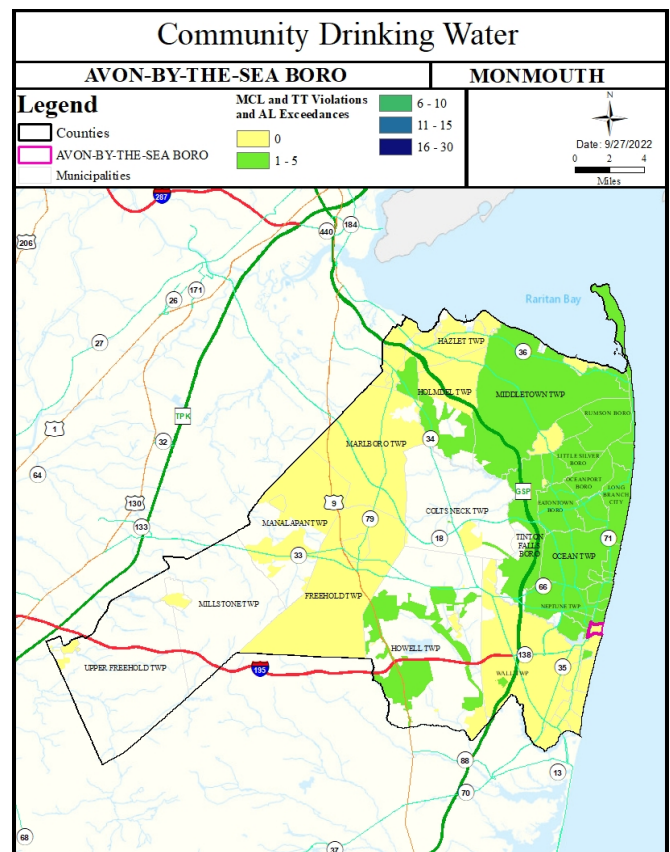 Community Drinking Water
AVON-BY-THE-SEA BORO
MONMOUTH
Legend
Counties
AVON-BY-THE-SEA BORO
Municipalities
MCL and TT Violations
and AL Exceedances
0
1 - 5
6 - 10
11 - 15
16 - 30
N
Date: 9/27/2022
0 2 4
Miles
287
206
440
184
171
26
27
Raritan Bay
HAZLET TWP
36
HOLMDEL TWP
MIDDLETOWN TWP
RUMSON BORO
TPK
1
32
MARLBORO TWP
34
LITTLE SILVER
BORO
64
OCEANPORT
BORO
GSP
LONG
BRANCH
CITY
130
9
EATONTOWN
BORO
133
79
COLTS NECK TWP
MANALAPAN TWP
18
TINTON
FALLS
BORO
71
33
OCEAN TWP
66
MILLSTONE TWP
FREEHOLD TWP
NEPTUNE TWP
UPPER FREEHOLD TWP
HOWELL TWP
138
195
35
WALL TWP
88
13
70
68
37